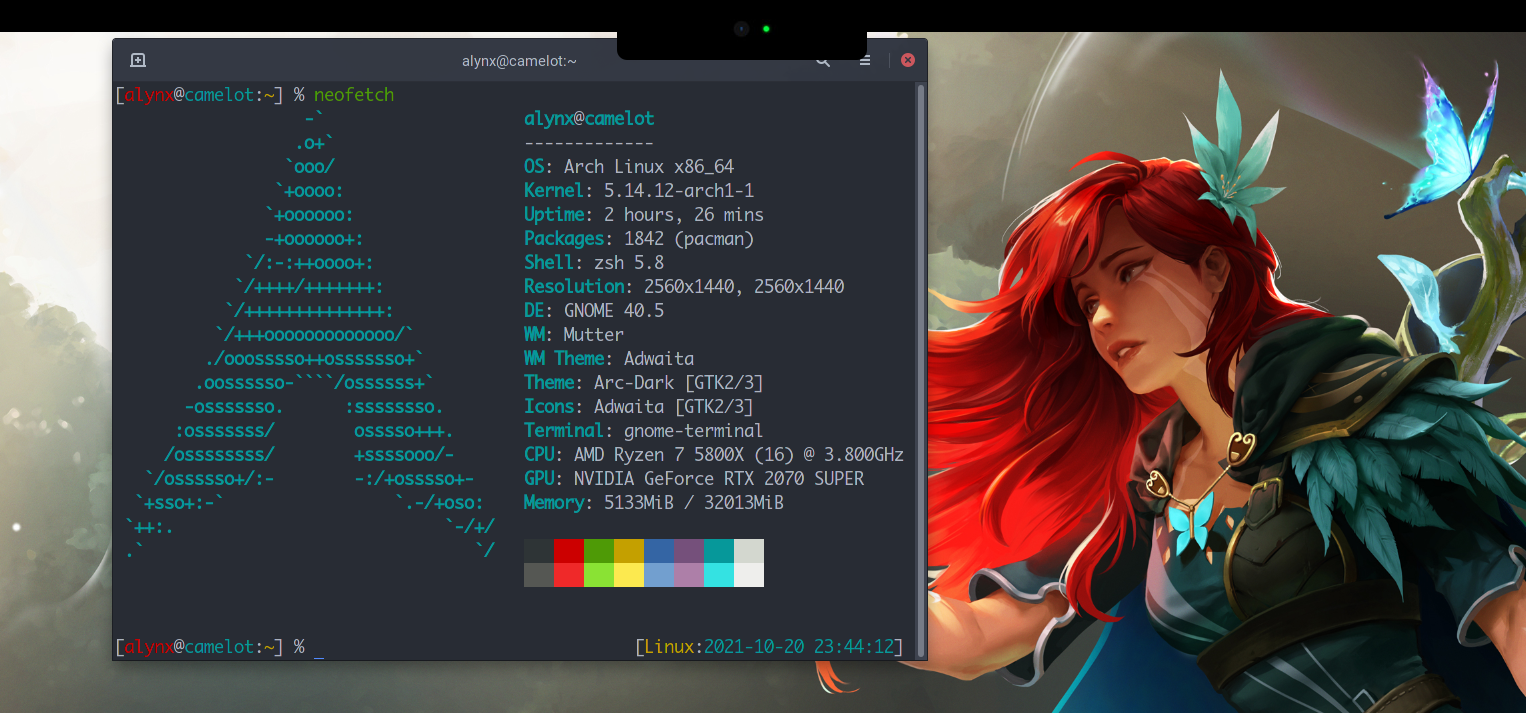 alynx@camelot:~
[alynx@camelot:~] % neofetch
-`
.o+`
`ooo/
`+oooo:
`+oooooo:
-+oooooo+:
`/:-:++oooo+:
`/++++/+++++++:
`/++++++++++++++:
`/+++ooooooooooooo/`
./ooosssso++osssssso+`
.oossssso-````/ossssss+`
-osssssso. :ssssssso.
:osssssss/ osssso+++.
/ossssssss/ +ssssooo/-
`/ossssso+/:- -:/+osssso+-
`+sso+:-` `.-/+oso:
`++:. `-/+/
.` `/
alynx@camelot
-------------
OS: Arch Linux x86_64
Kernel: 5.14.12-arch1-1
Uptime: 2 hours, 26 mins
Packages: 1842 (pacman)
Shell: zsh 5.8
Resolution: 2560x1440, 2560x1440
DE: GNOME 40.5
WM: Mutter
WM Theme: Adwaita
Theme: Arc-Dark [GTK2/3]
Icons: Adwaita [GTK2/3]
Terminal: gnome-terminal
CPU: AMD Ryzen 7 5800X (16) @ 3.800GHz
GPU: NVIDIA GeForce RTX 2070 SUPER
Memory: 5133MiB / 32013MiB
[alynx@camelot:~] % _ [Linux:2021-10-20 23:44:12]